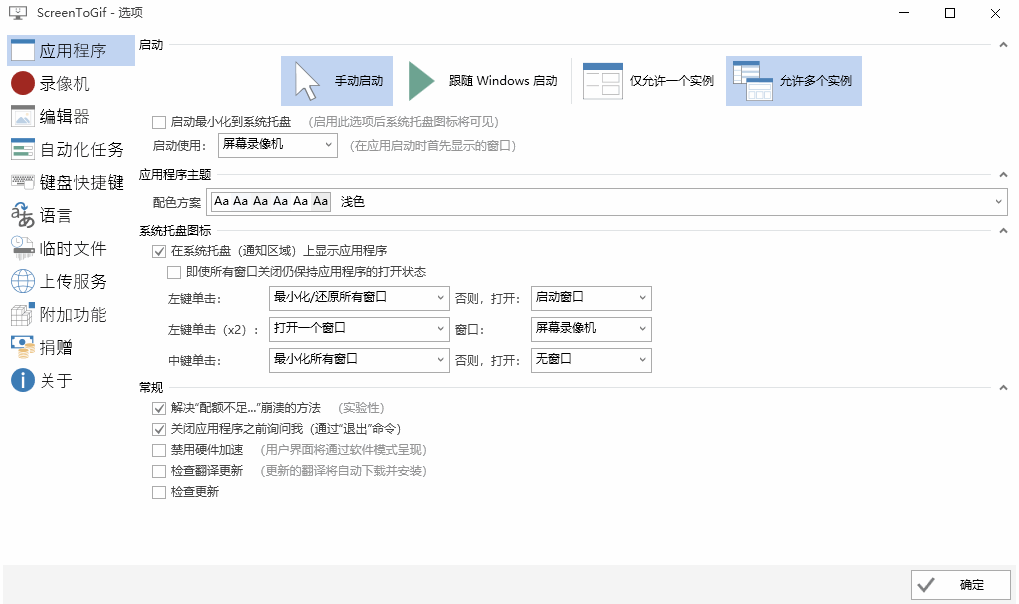 ScreenToGif - 选项
应用程序
录像机
编辑器
自动化任务
键盘快捷键
语言
临时文件
上传服务
附加功能
捐赠
关于
启动
手动启动 跟随 Windows 启动 仅允许一个实例 允许多个实例
启动最小化到系统托盘 (启用此选项后系统托盘图标将可见)
启动使用： 屏幕录像机 (在应用启动时首先显示的窗口)
应用程序主题
配色方案 Aa Aa Aa Aa Aa Aa 浅色
系统托盘图标
在系统托盘（通知区域）上显示应用程序
即使所有窗口关闭仍保持应用程序的打开状态
左键单击： 最小化/还原所有窗口 否则，打开： 启动窗口
左键单击（x2）： 打开一个窗口 窗口： 屏幕录像机
中键单击： 最小化所有窗口 否则，打开： 无窗口
常规
解决“配额不足...”崩溃的方法 (实验性)
关闭应用程序之前询问我（通过“退出”命令）
禁用硬件加速 (用户界面将通过软件模式呈现)
检查翻译更新 (更新的翻译将自动下载并安装)
检查更新
确定